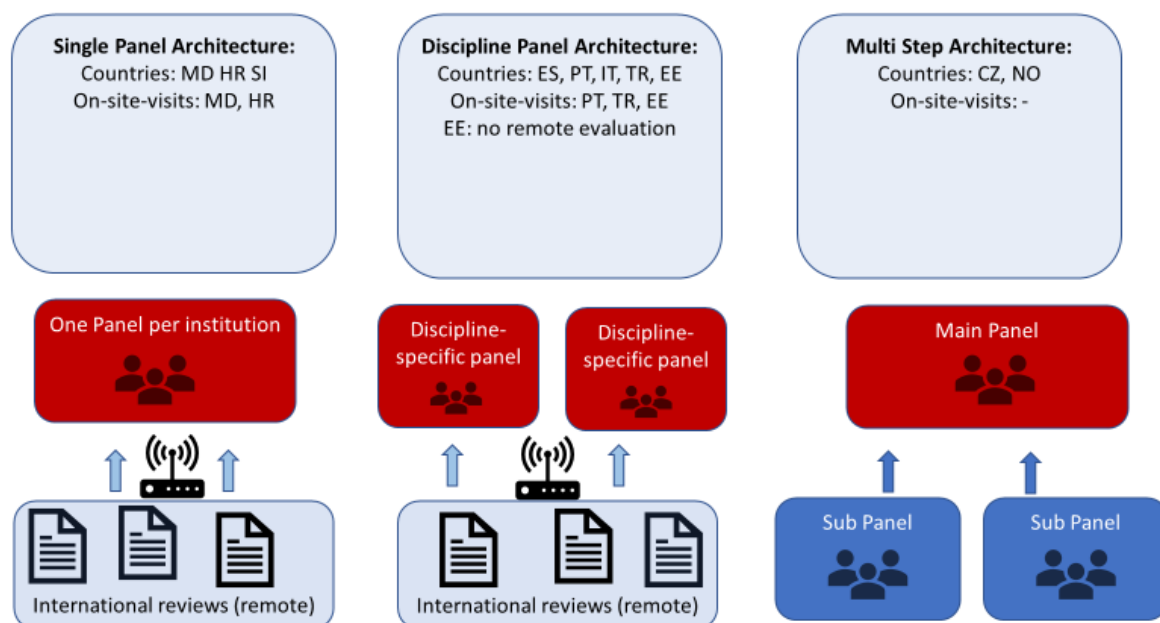 Single Panel Architecture:
Countries: MD HR SI
On-site-visits: MD, HR
Discipline Panel Architecture:
Countries: ES, PT, IT, TR, EE
On-site-visits: PT, TR, EE
EE: no remote evaluation
Multi Step Architecture:
Countries: CZ, NO
On-site-visits: -
One Panel per institution
Discipline-
specific panel
Discipline-
specific panel
Main Panel
International reviews (remote)
International reviews (remote)
Sub Panel
Sub Panel